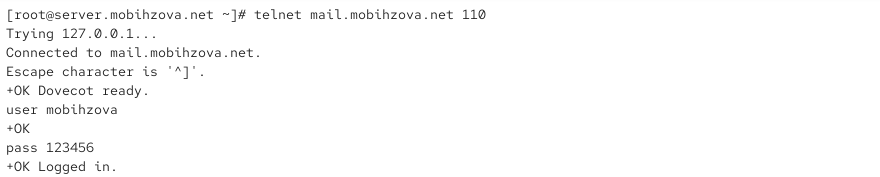 [root@server.mobihzova.net ~]# telnet mail.mobihzova.net 110
Trying 127.0.0.1...
Connected to mail.mobihzova.net.
Escape character is '^]'.
+OK Dovecot ready.
user mobihzova
+OK
pass 123456
+OK Logged in.